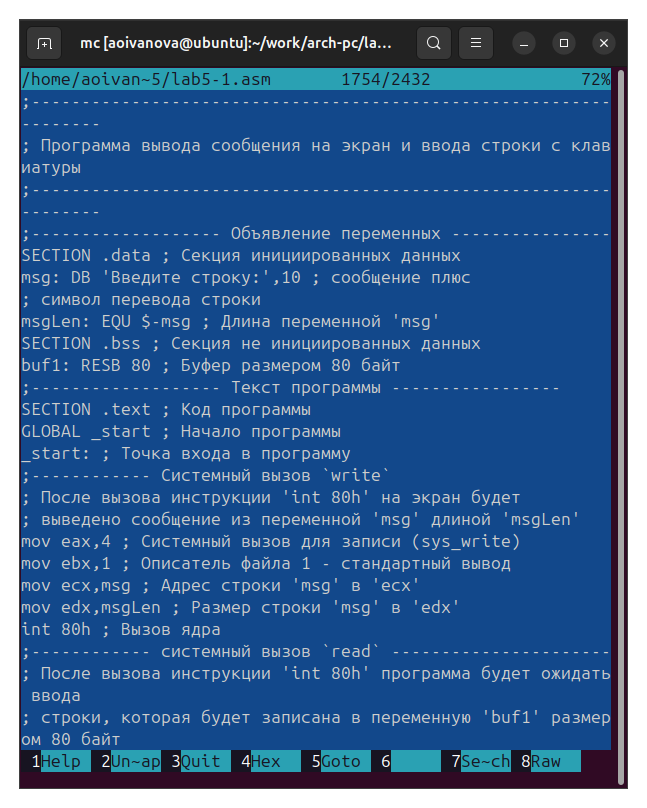 mc [aoivanova@ubuntu]:~/work/arch-pc/la...
/home/aoivan~5/lab5-1.asm 1754/2432 72%
;----------------------------------------------------------
--------
; Программа вывода сообщения на экран и ввода строки с клав
иатуры
;----------------------------------------------------------
--------
;------------------- Объявление переменных ----------------
SECTION .data ; Секция инициированных данных
msg: DB 'Введите строку:',10 ; сообщение плюс
; символ перевода строки
msgLen: EQU $-msg ; Длина переменной 'msg'
SECTION .bss ; Секция не инициированных данных
buf1: RESB 80 ; Буфер размером 80 байт
;------------------- Текст программы -----------------
SECTION .text ; Код программы
GLOBAL _start ; Начало программы
_start: ; Точка входа в программу
;------------ Системный вызов `write`
; После вызова инструкции 'int 80h' на экран будет
; выведено сообщение из переменной 'msg' длиной 'msgLen'
mov eax,4 ; Системный вызов для записи (sys_write)
mov ebx,1 ; Описатель файла 1 - стандартный вывод
mov ecx,msg ; Адрес строки 'msg' в 'ecx'
mov edx,msgLen ; Размер строки 'msg' в 'edx'
int 80h ; Вызов ядра
;------------ системный вызов `read` ----------------------
; После вызова инструкции 'int 80h' программа будет ожидать
 ввода
; строки, которая будет записана в переменную 'buf1' размер
ом 80 байт
1Help 2Un~ap 3Quit 4Hex 5Goto 6 7Se~ch 8Raw